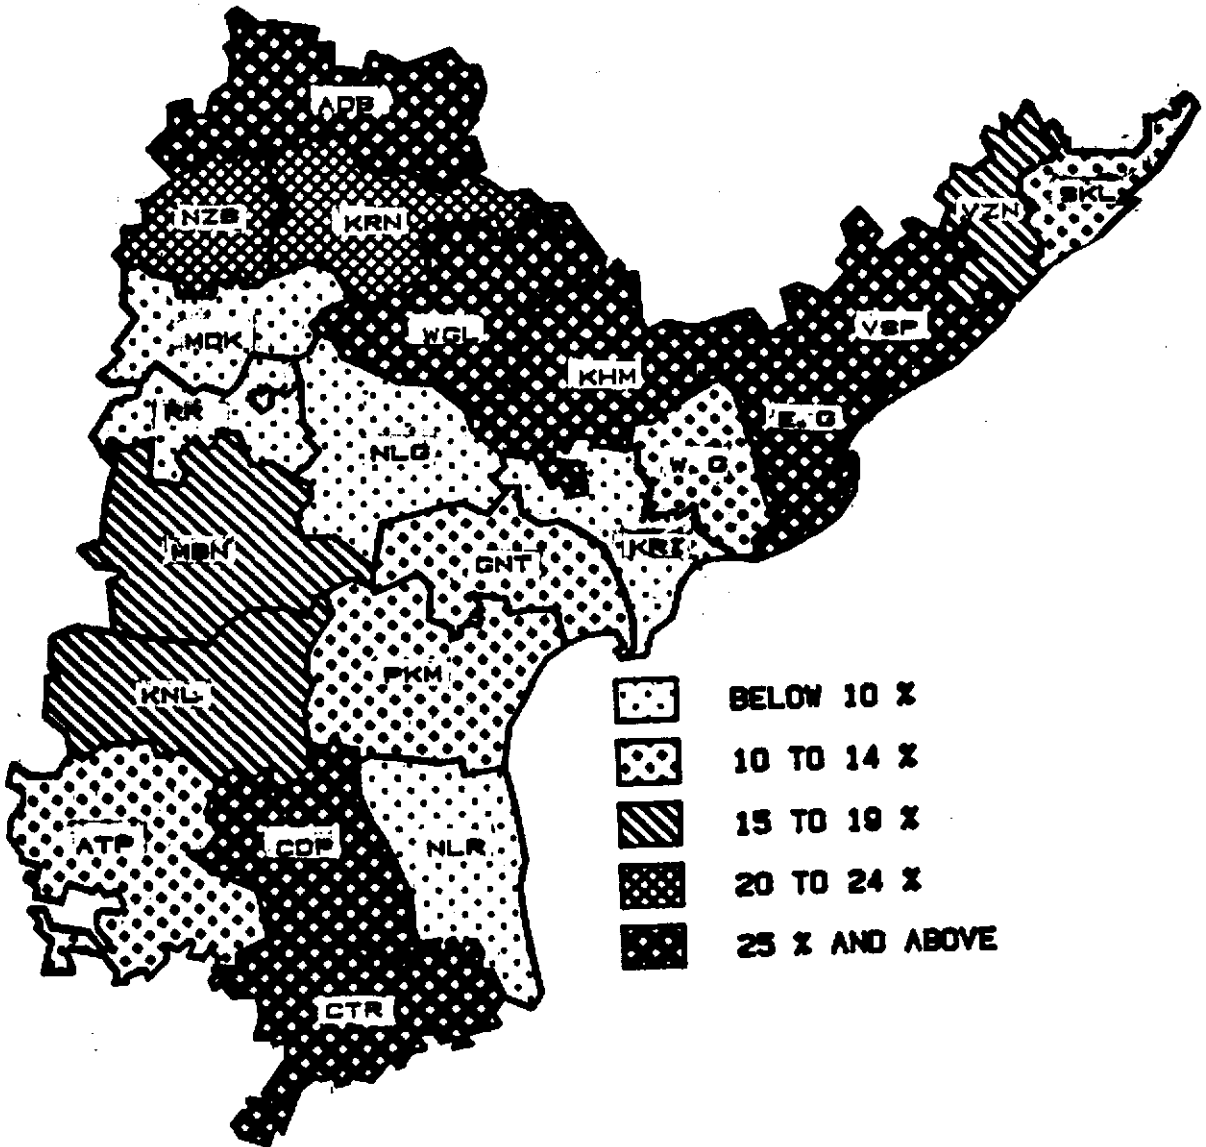 ADB
NZB
KRN
VZN
SKL
MDK
WGL
VSP
KHM
RR
E.G
NLG
W.G
MBN
KRI
GNT
PKM
KNL
BELOW 10 %
10 TO 14 %
15 TO 19 %
20 TO 24 %
25 % AND ABOVE
ATP
CDP
NLR
CTR